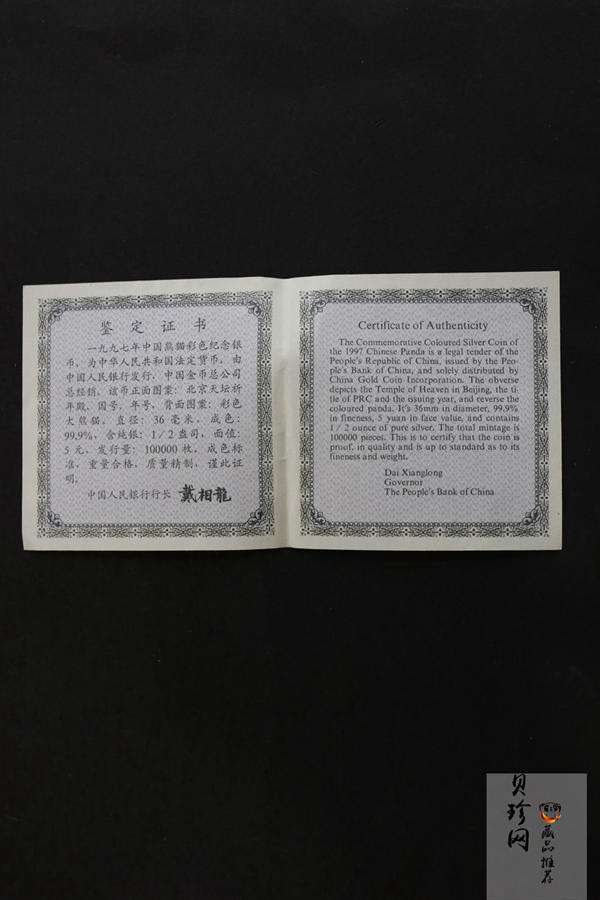 鉴定证书
一九九七年中国熊猫彩色纪念银
币，为中华人民共和国法定货币。由
中国人民银行发行，中国金币总公司
总经销。该币正面图案：北京天坛祈
年殿、国号、年号，背面图案：彩色
大熊猫。直径：36毫米，成色：
99.9%，含纯银：1/2盎司，面值：
5元，发行量：100000枚。成色标
准，重量合格，质量精制，谨此证
明。
中国人民银行行长 戴相龍
Certificate of Authenticity
The Commemorative Coloured Silver Coin of
the 1997 Chinese Panda is a legal tender of the
People's Republic of China, issued by the Peo-
ple's Bank of China, and solely distributed by
China Gold Coin Incorporation. The obverse
depicts the Temple of Heaven in Beijing, the ti-
tle of PRC and the issuing year, and reverse the
coloured panda. It's 36mm in diameter, 99.9%
in fineness, 5 yuan in face value, and contains
1/2 ounce of pure silver. The total mintage is
100000 pieces. This is to certify that the coin is
proof, in quality and is up to standard as to its
fineness and weight.
Dai Xianglong
Governor
The People's Bank of China
贝珍网
藏品推荐